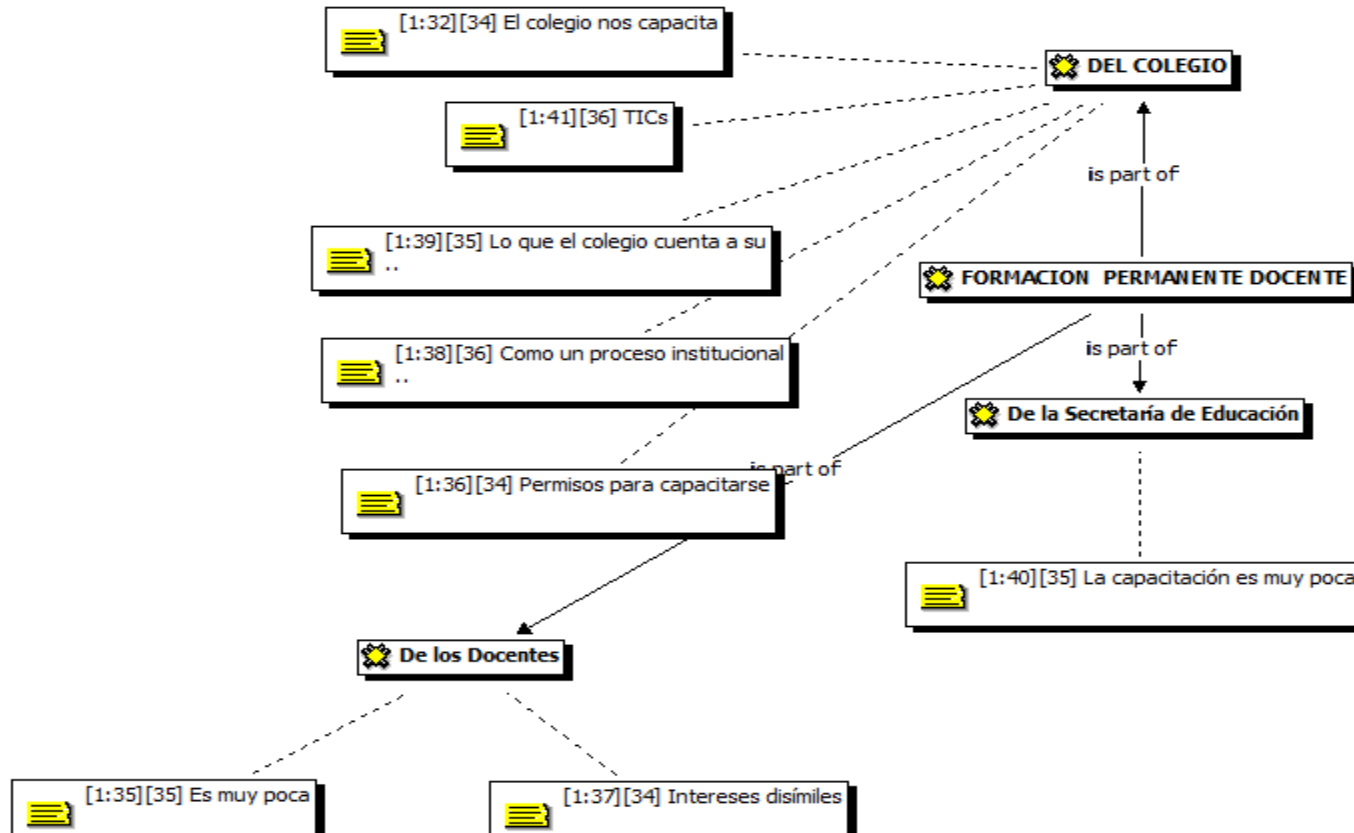 [1:32][34] El colegio nos capacita
DEL COLEGIO
[1:41][36] TICs
is part of
[1:39][35] Lo que el colegio cuenta a su
..
FORMACION PERMANENTE DOCENTE
[1:38][36] Como un proceso institucional
..
is part of
De la Secretaría de Educación
is part of
[1:36][34] Permisos para capacitarse
[1:40][35] La capacitación es muy poca
De los Docentes
[1:35][35] Es muy poca
[1:37][34] Intereses disímiles